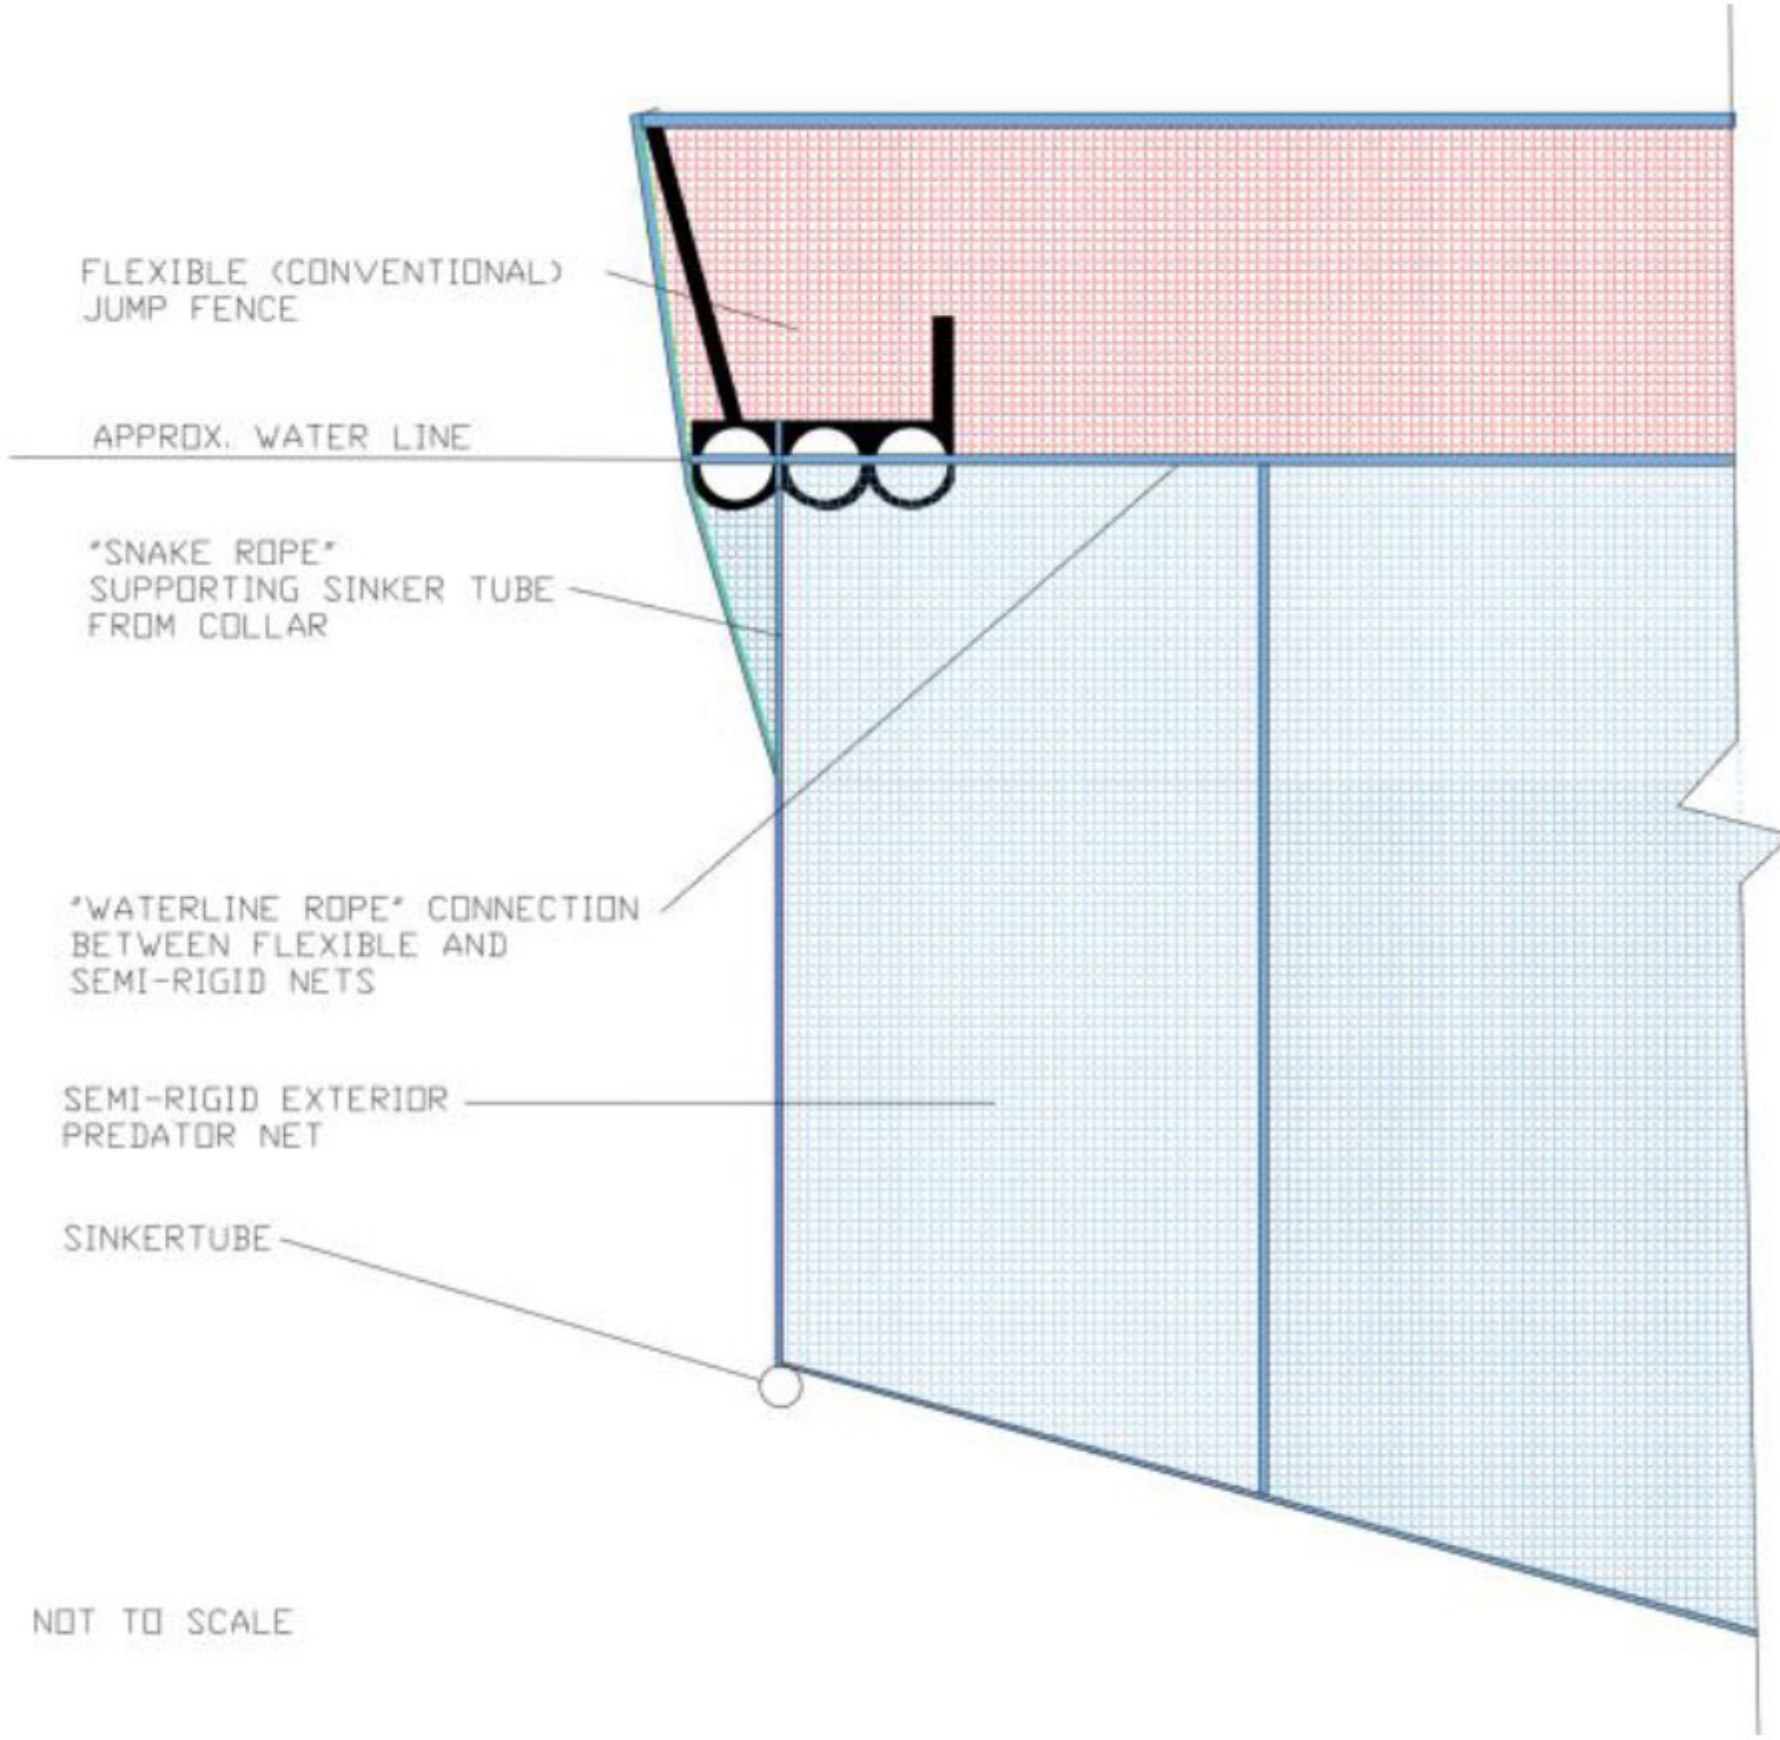 FLEXIBLE (CONVENTIONAL)
JUMP FENCE
APPROX. WATER LINE
"SNAKE ROPE"
SUPPORTING SINKER TUBE
FROM COLLAR
"WATERLINE ROPE" CONNECTION
BETWEEN FLEXIBLE AND
SEMI-RIGID NETS
SEMI-RIGID EXTERIOR
PREDATOR NET
SINKERTUBE
NOT TO SCALE